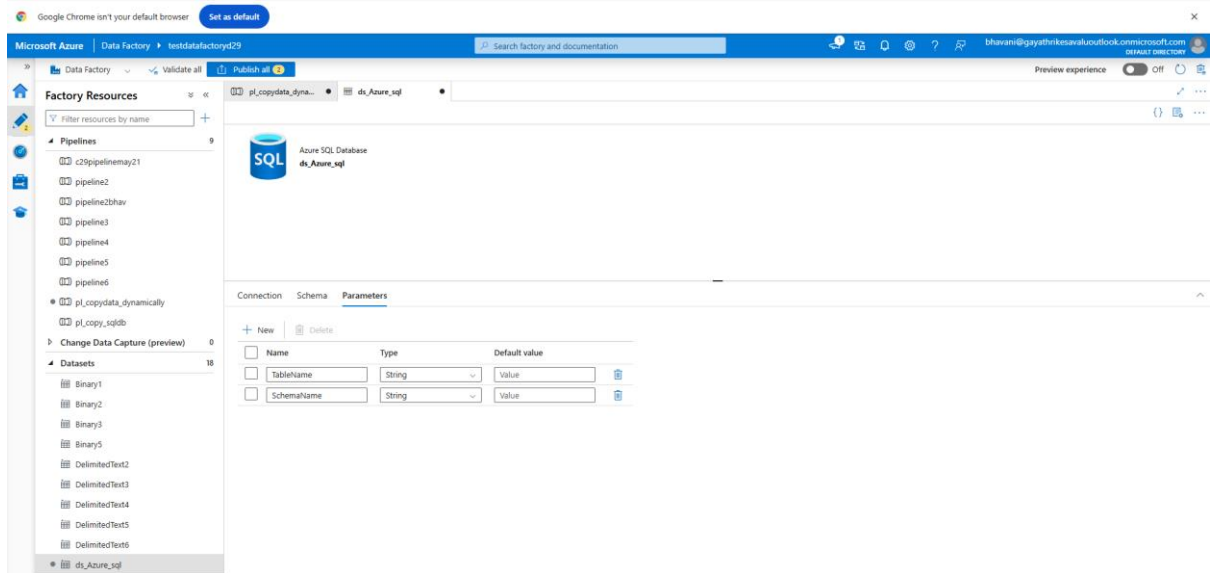 Google Chrome isn't your default browser Set as default
Microsoft Azure Data Factory testdatafactoryd29 Search factory and documentation bhavani@gayathrikesavaluoutlook.onmicrosoft.com
DEFAULT DIRECTORY
Data Factory Validate all Publish all 2 Preview experience Off
Factory Resources
pl_copydata_dyna... ds_Azure_sql
Filter resources by name
Pipelines 9
Azure SQL Database
SQL
ds_Azure_sql
c29pipelinemay21
pipeline2
pipeline2bhav
pipeline3
pipeline4
pipeline5
pipeline6
Connection Schema Parameters
pl_copydata_dynamically
pl_copy_sqldb
New Delete
Change Data Capture (preview) 0
Name Type Default value
Datasets 18
TableName String Value
Binary1
SchemaName String Value
Binary2
Binary3
Binary5
DelimitedText2
DelimitedText3
DelimitedText4
DelimitedText5
DelimitedText6
ds_Azure_sql